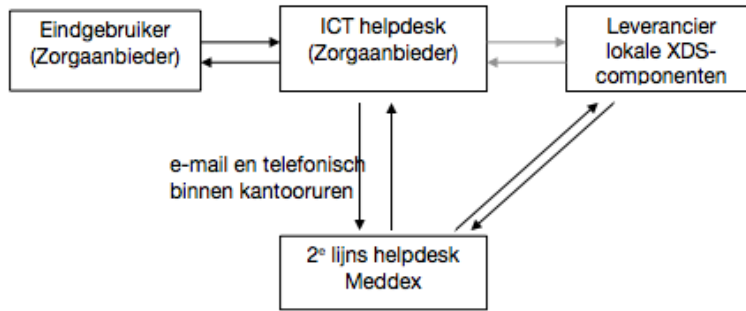 Eindgebruiker
(Zorgaanbieder)
ICT helpdesk
(Zorgaanbieder)
Leverancier
lokale XDS-
componenten
e-mail en telefonisch
binnen kantooruren
2e lijns helpdesk
Meddex